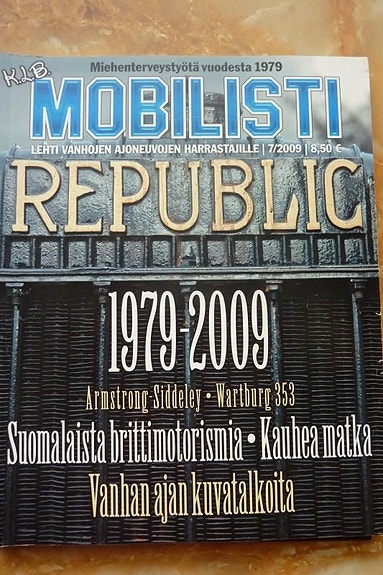 Miehenterveystyötä vuodesta 1979
K.L.B.
MOBILISTI
LEHTI VANHOJEN AJONEUVOJEN HARRASTAJILLE | 7/2009 | 8,50 €
REPUBLIC
1979-2009
Armstrong-Siddeley • Wartburg 353
Suomalaista brittimotorismia • Kauhea matka
Vanhan ajan kuvatalkoita